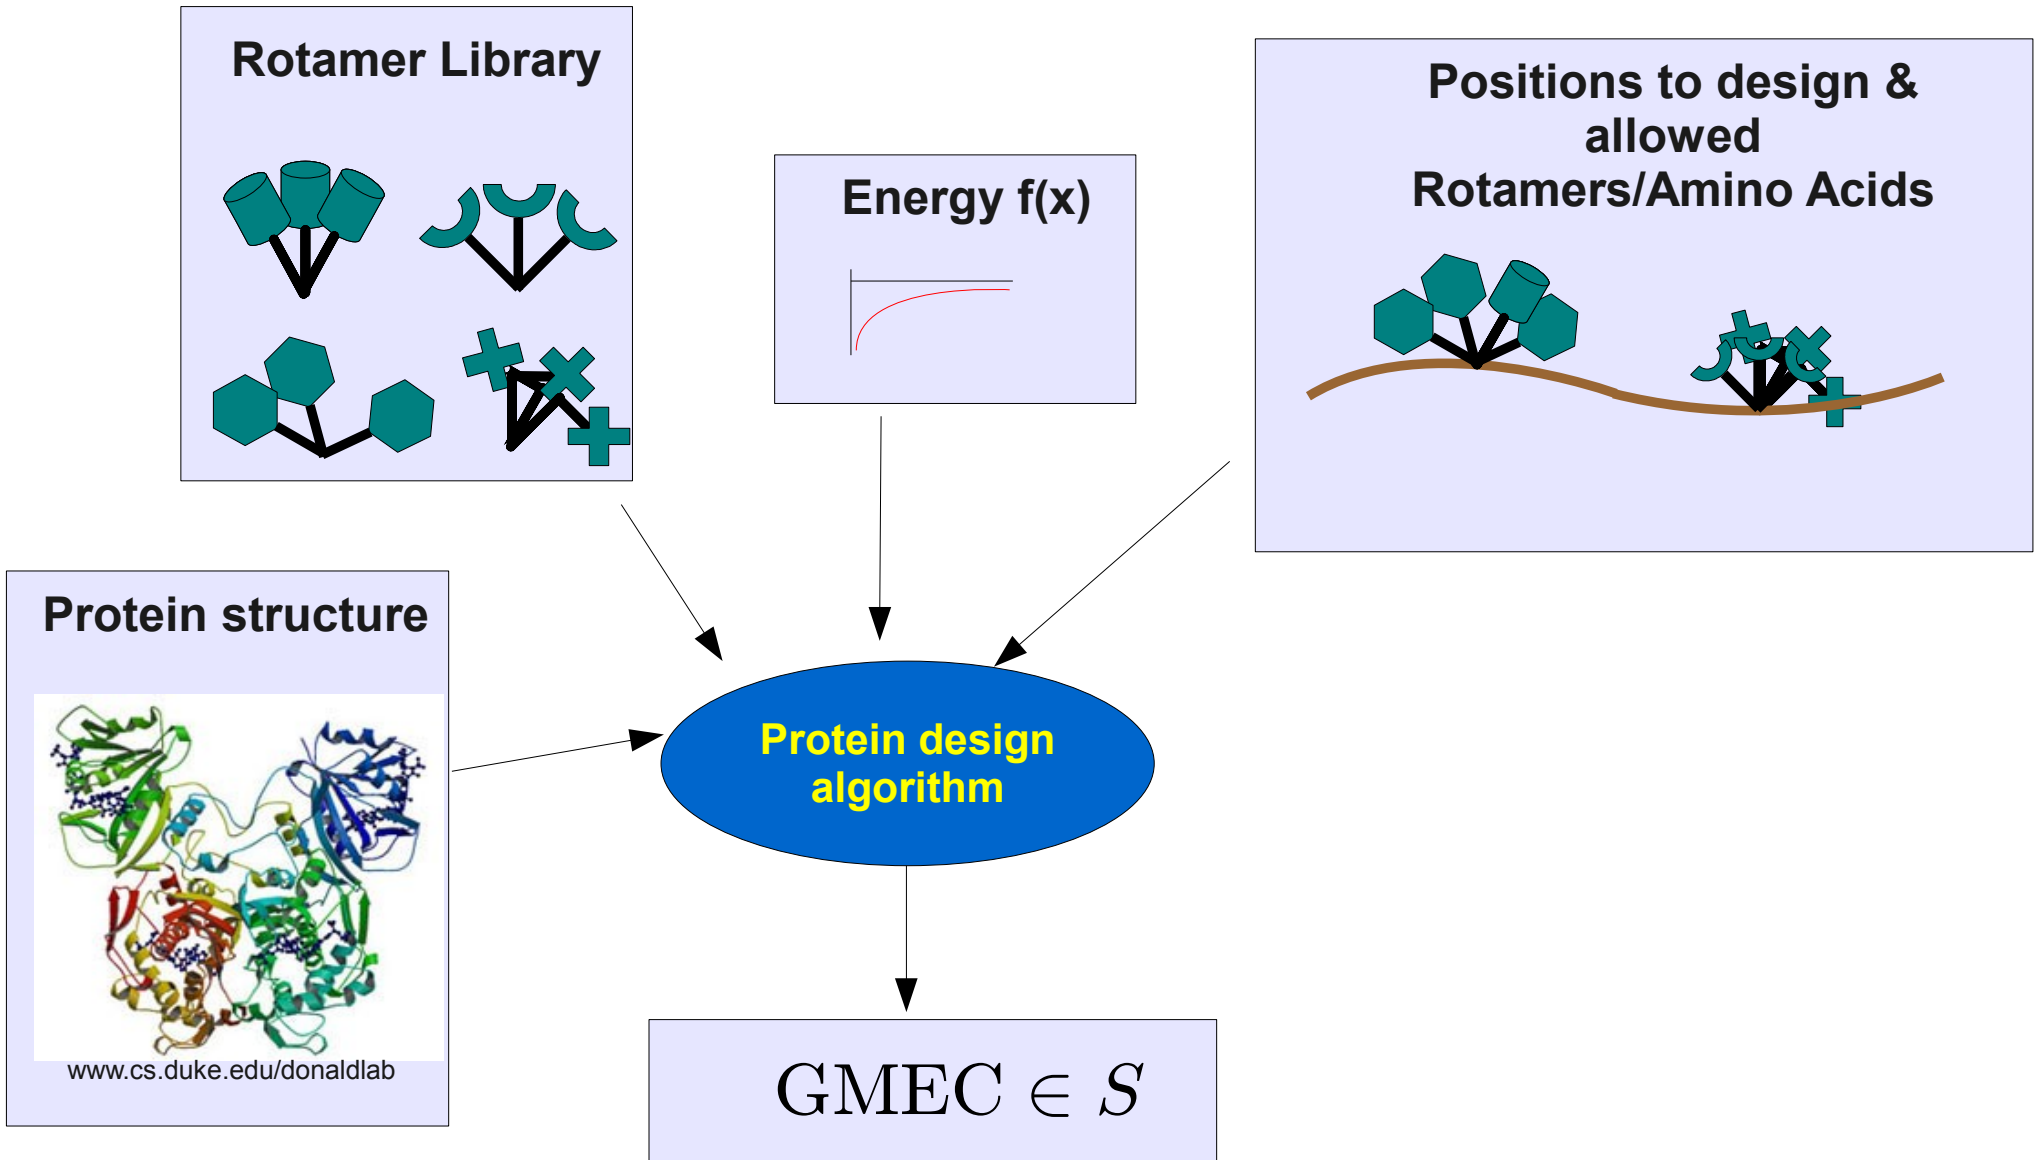 Rotamer Library
Energy f(x)
Positions to design &
allowed
Rotamers/Amino Acids
Protein structure
www.cs.duke.edu/donaldlab
Protein design
algorithm
GMEC ∈ S